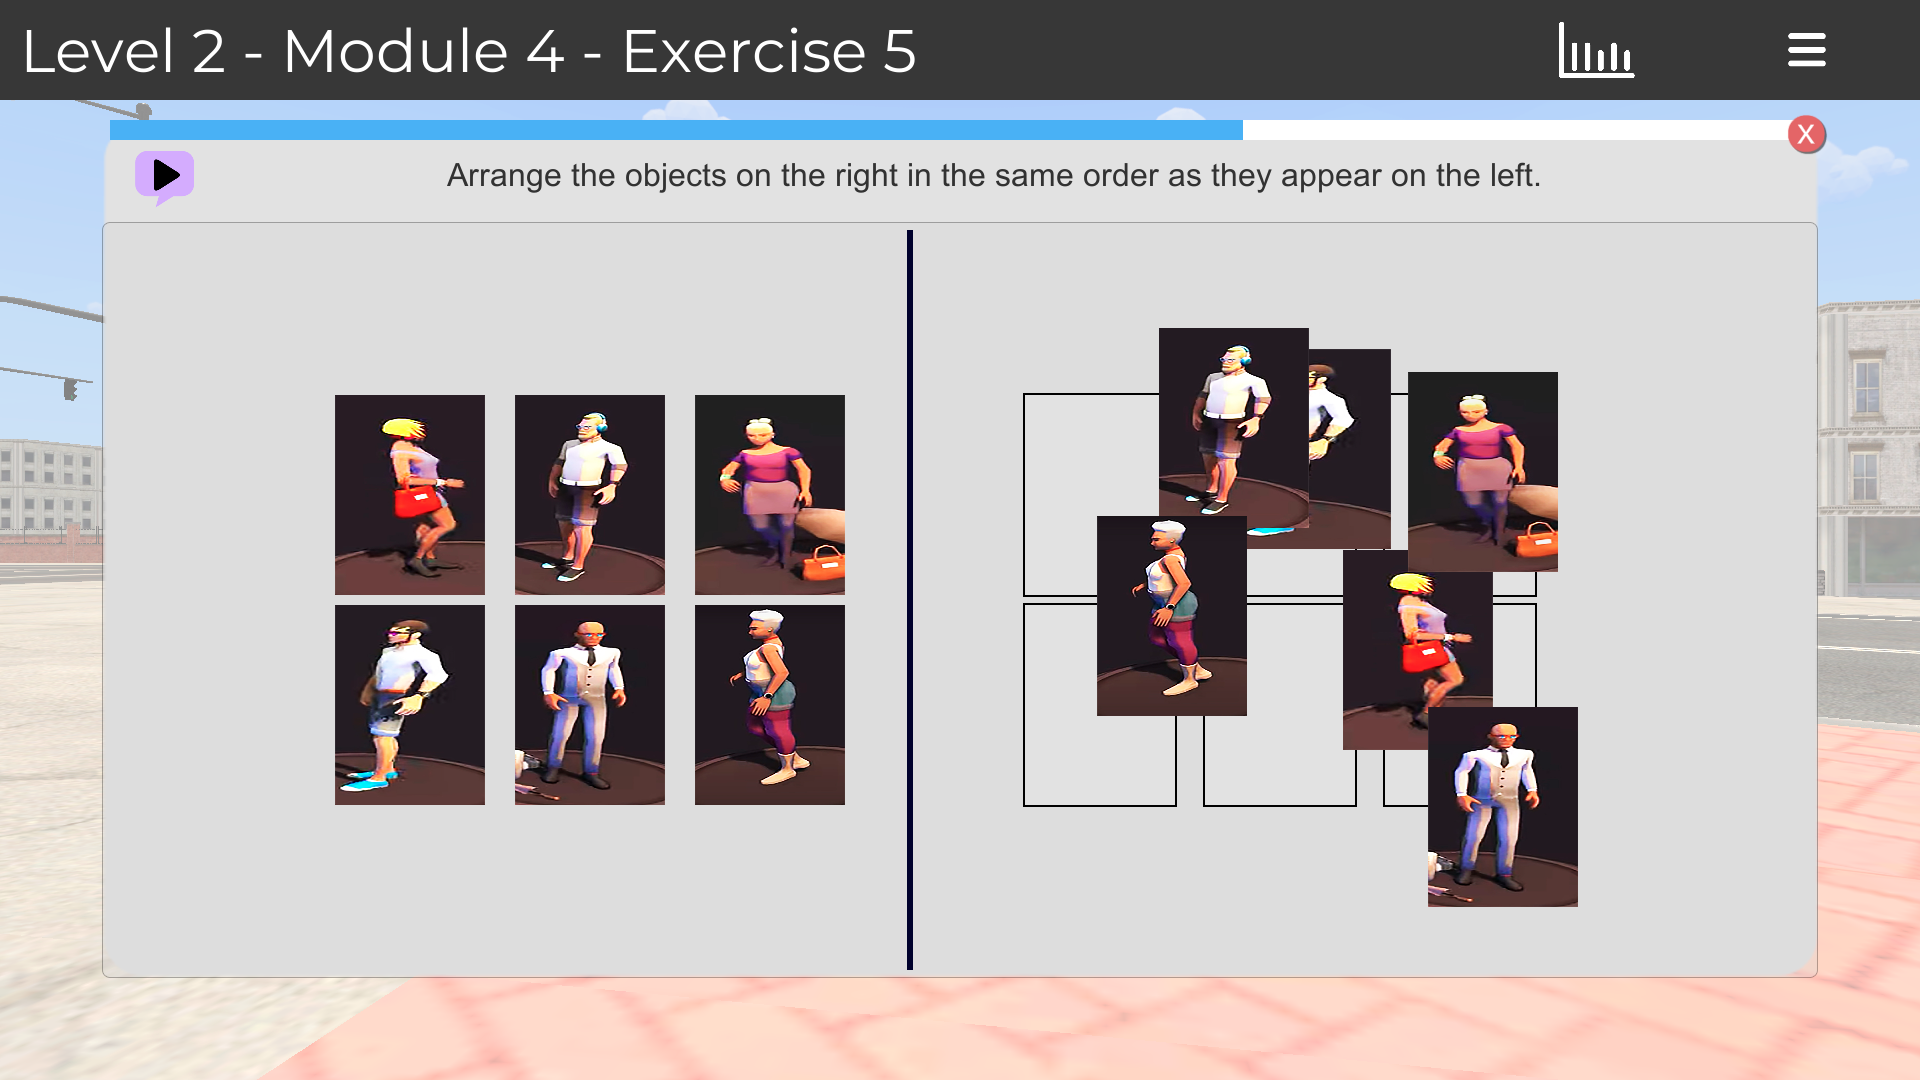 Level 2 - Module 4 - Exercise 5
X
Arrange the objects on the right in the same order as they appear on the left.